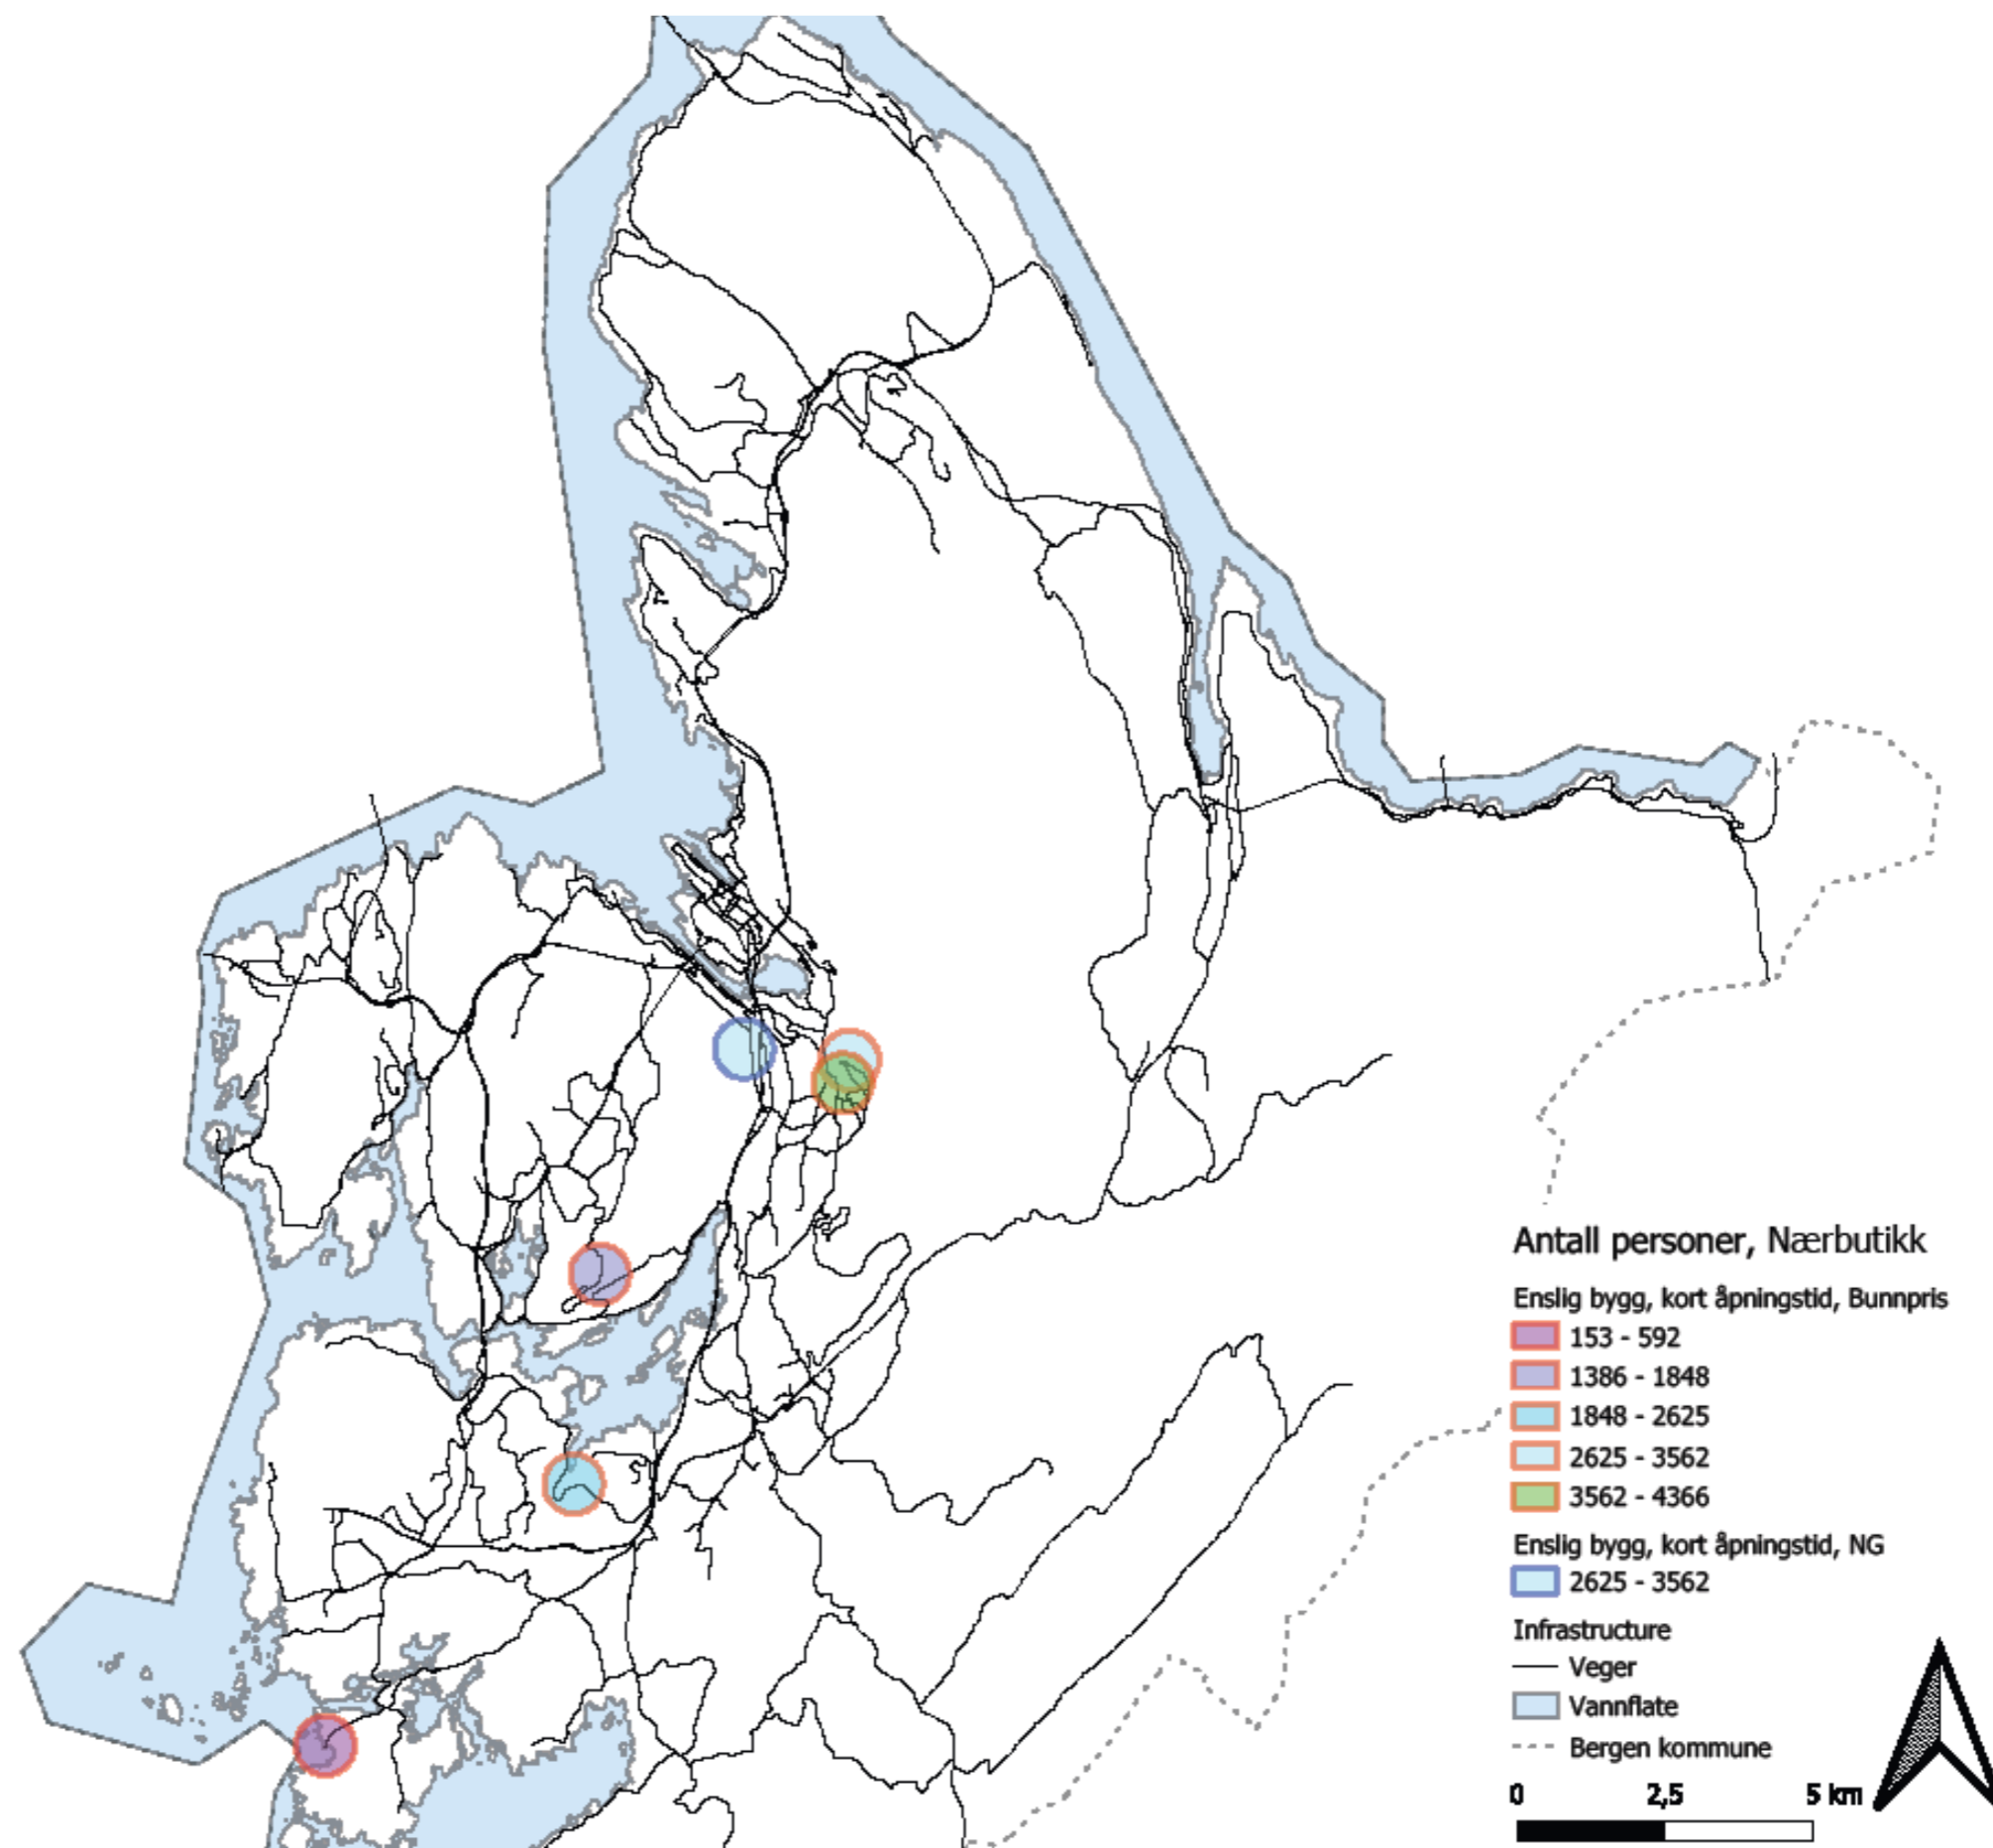 Antall personer, Nærbutikk
Enslig bygg, kort åpningstid, Bunnpris
153 - 592
1386 - 1848
1848 - 2625
2625 - 3562
3562 - 4366
Enslig bygg, kort åpningstid, NG
2625 - 3562
Infrastructure
Veger
Vannflate
Bergen kommune
0 2,5 5 km